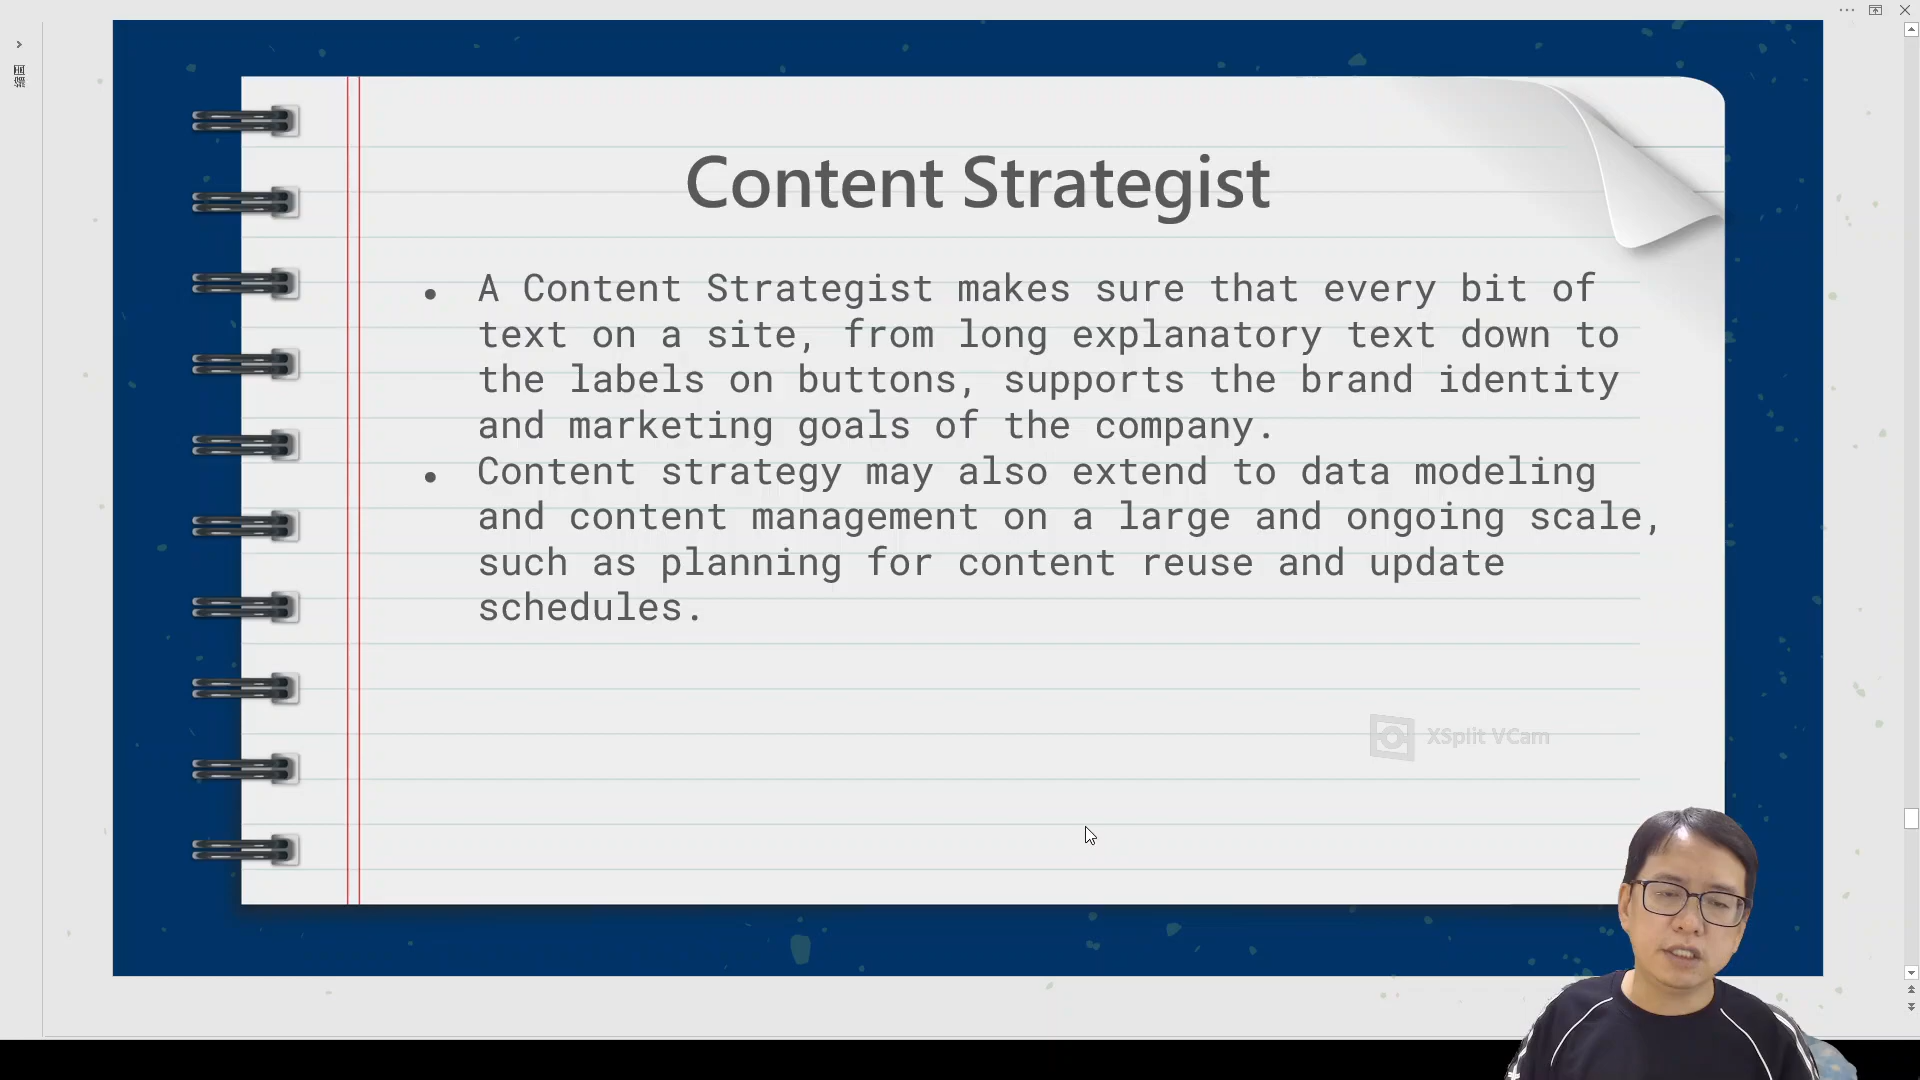 Content Strategist
• A Content Strategist makes sure that every bit of
text on a site, from long explanatory text down to
the labels on buttons, supports the brand identity
and marketing goals of the company.
• Content strategy may also extend to data modeling
and content management on a large and ongoing scale,
such as planning for content reuse and update
schedules.
XSplit VCam